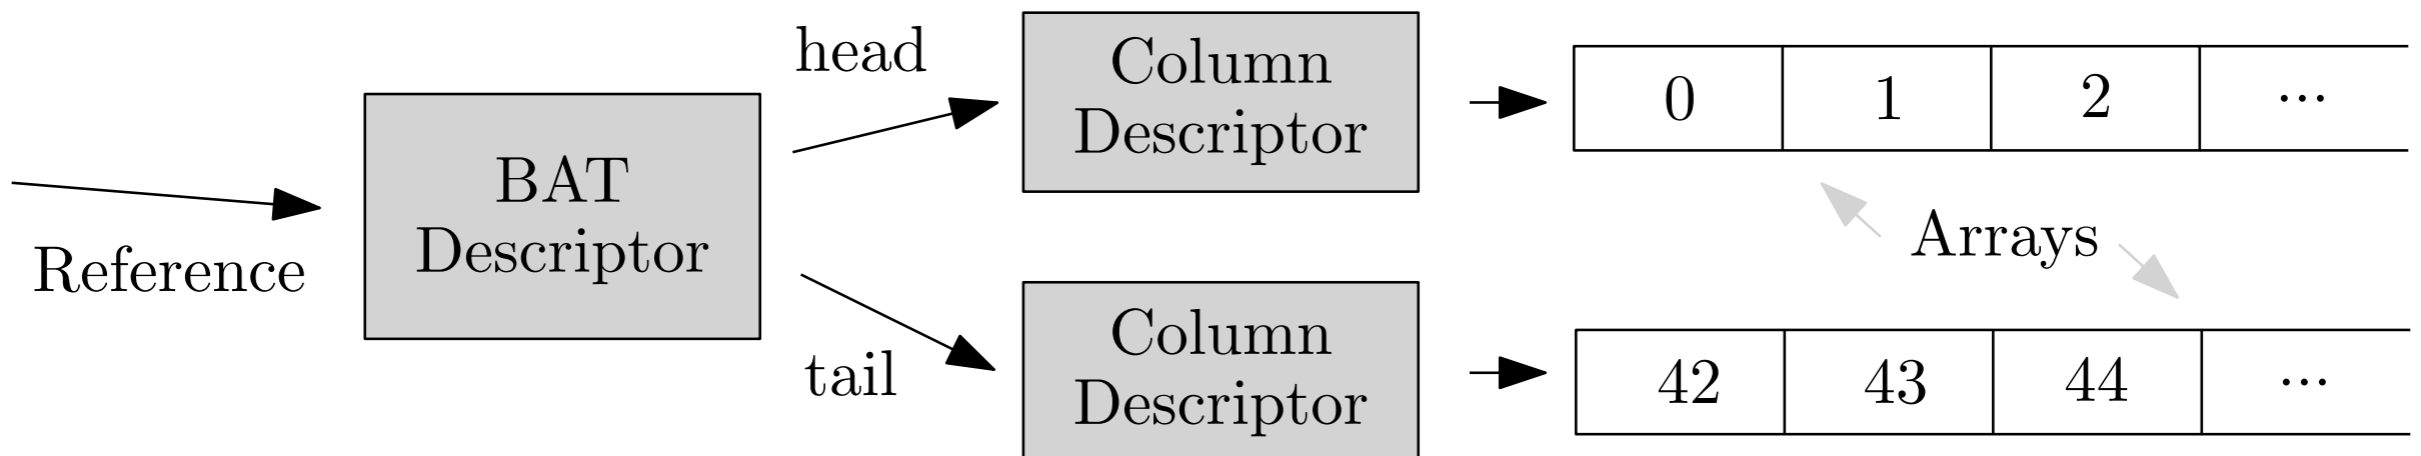 Reference
BAT
Descriptor
head
tail
Column
Descriptor
Column
Descriptor
0 1 2 ...
Arrays
42 43 44 ...